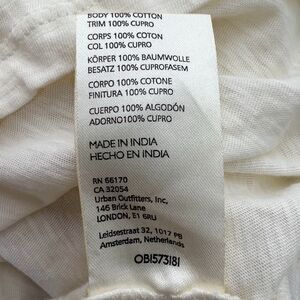 BODY 100% COTTON
TRIM 100% CUPRO
CORPS 100% COTON
COL 100% CUPRO
KÖRPER 100% BAUMWOLLE
BESATZ 100% CUPROFASEM
CORPO 100% COTONE
FINITURA 100% CUPRO
CUERPO 100% ALGODÓN
ADORNO100% CUPRO
MADE IN INDIA
HECHO EN INDIA
RN 66170
CA 32054
Urban Outfitters, Inc,
146 Brick Lane
LONDON, E1 6RU
Leidsestraat 32, 1017 PB
Amsterdam, Netherlands
OB1573181